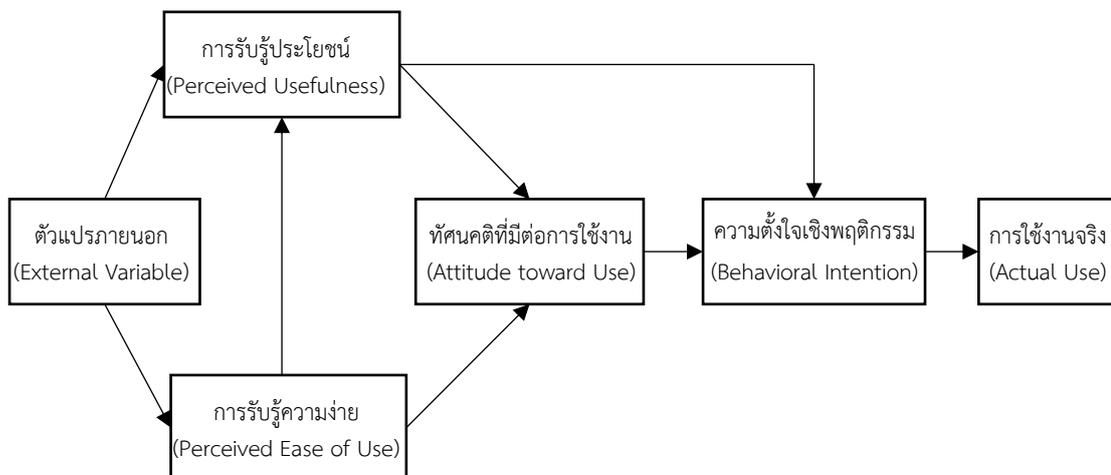 การรับรู้ประโยชน์
(Perceived Usefulness)
ตัวแปรภายนอก
(External Variable)
ทัศนคติที่มีต่อการใช้งาน
(Attitude toward Use)
ความตั้งใจเชิงพฤติกรรม
(Behavioral Intention)
การใช้งานจริง
(Actual Use)
การรับรู้ความง่าย
(Perceived Ease of Use)